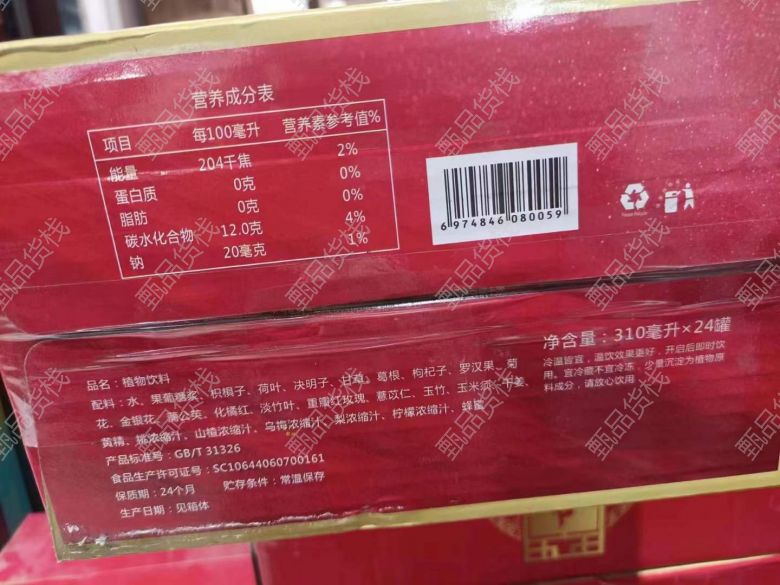 营养成分表
项目 每100毫升 营养素参考值%
能量 204千焦 2%
蛋白质 0克 0%
脂肪 0克 0%
碳水化合物 12.0克 4%
钠 20毫克 1%
6 974846 080059
净含量：310毫升×24罐
冷温皆宜，温饮效果更好，开启后即时饮
用。宜冷藏不宜冷冻，少量沉淀为植物原
料成分，请放心饮用
品名：植物饮料
配料：水、果葡糖浆、枳椇子、荷叶、决明子、甘草、葛根、枸杞子、罗汉果、菊
花、金银花、蒲公英、化橘红、淡竹叶、重瓣红玫瑰、薏苡仁、玉竹、玉米须、干姜、
黄精、桃浓缩汁、山楂浓缩汁、乌梅浓缩汁、梨浓缩汁、柠檬浓缩汁、蜂蜜
产品标准号：GB/T 31326
食品生产许可证号：SC10644060700161
保质期：24个月 贮存条件：常温保存
生产日期：见箱体
甄品货栈